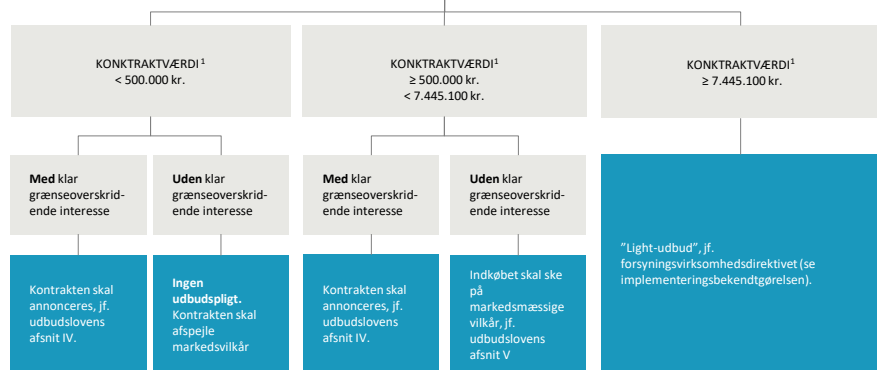 KONKTRAKTVÆRDI 1
< 500.000 kr.
KONKTRAKTVÆRDI1
≥ 500.000 kr.
< 7.445.100 kr.
KONKTRAKTVÆRDI1
≥ 7.445.100 kr.
Med klar
grænseoverskrid-
ende interesse
Uden klar
grænseoverskrid-
ende interesse
Med klar
grænseoverskrid-
ende interesse
Uden klar
grænseoverskrid-
ende interesse
Kontrakten skal
annonceres, jf.
udbudslovens
afsnit IV.
Ingen
udbudspligt.
Kontrakten skal
afspejle
markedsvilkår
Kontrakten skal
annonceres, jf.
udbudslovens
afsnit IV.
Indkøbet skal ske
på
markedsmæssige
vilkår, jf.
udbudslovens
afsnit V
”Light-udbud”, jf.
forsyningsvirksomhedsdirektivet (se
implementeringsbekendtgørelsen).